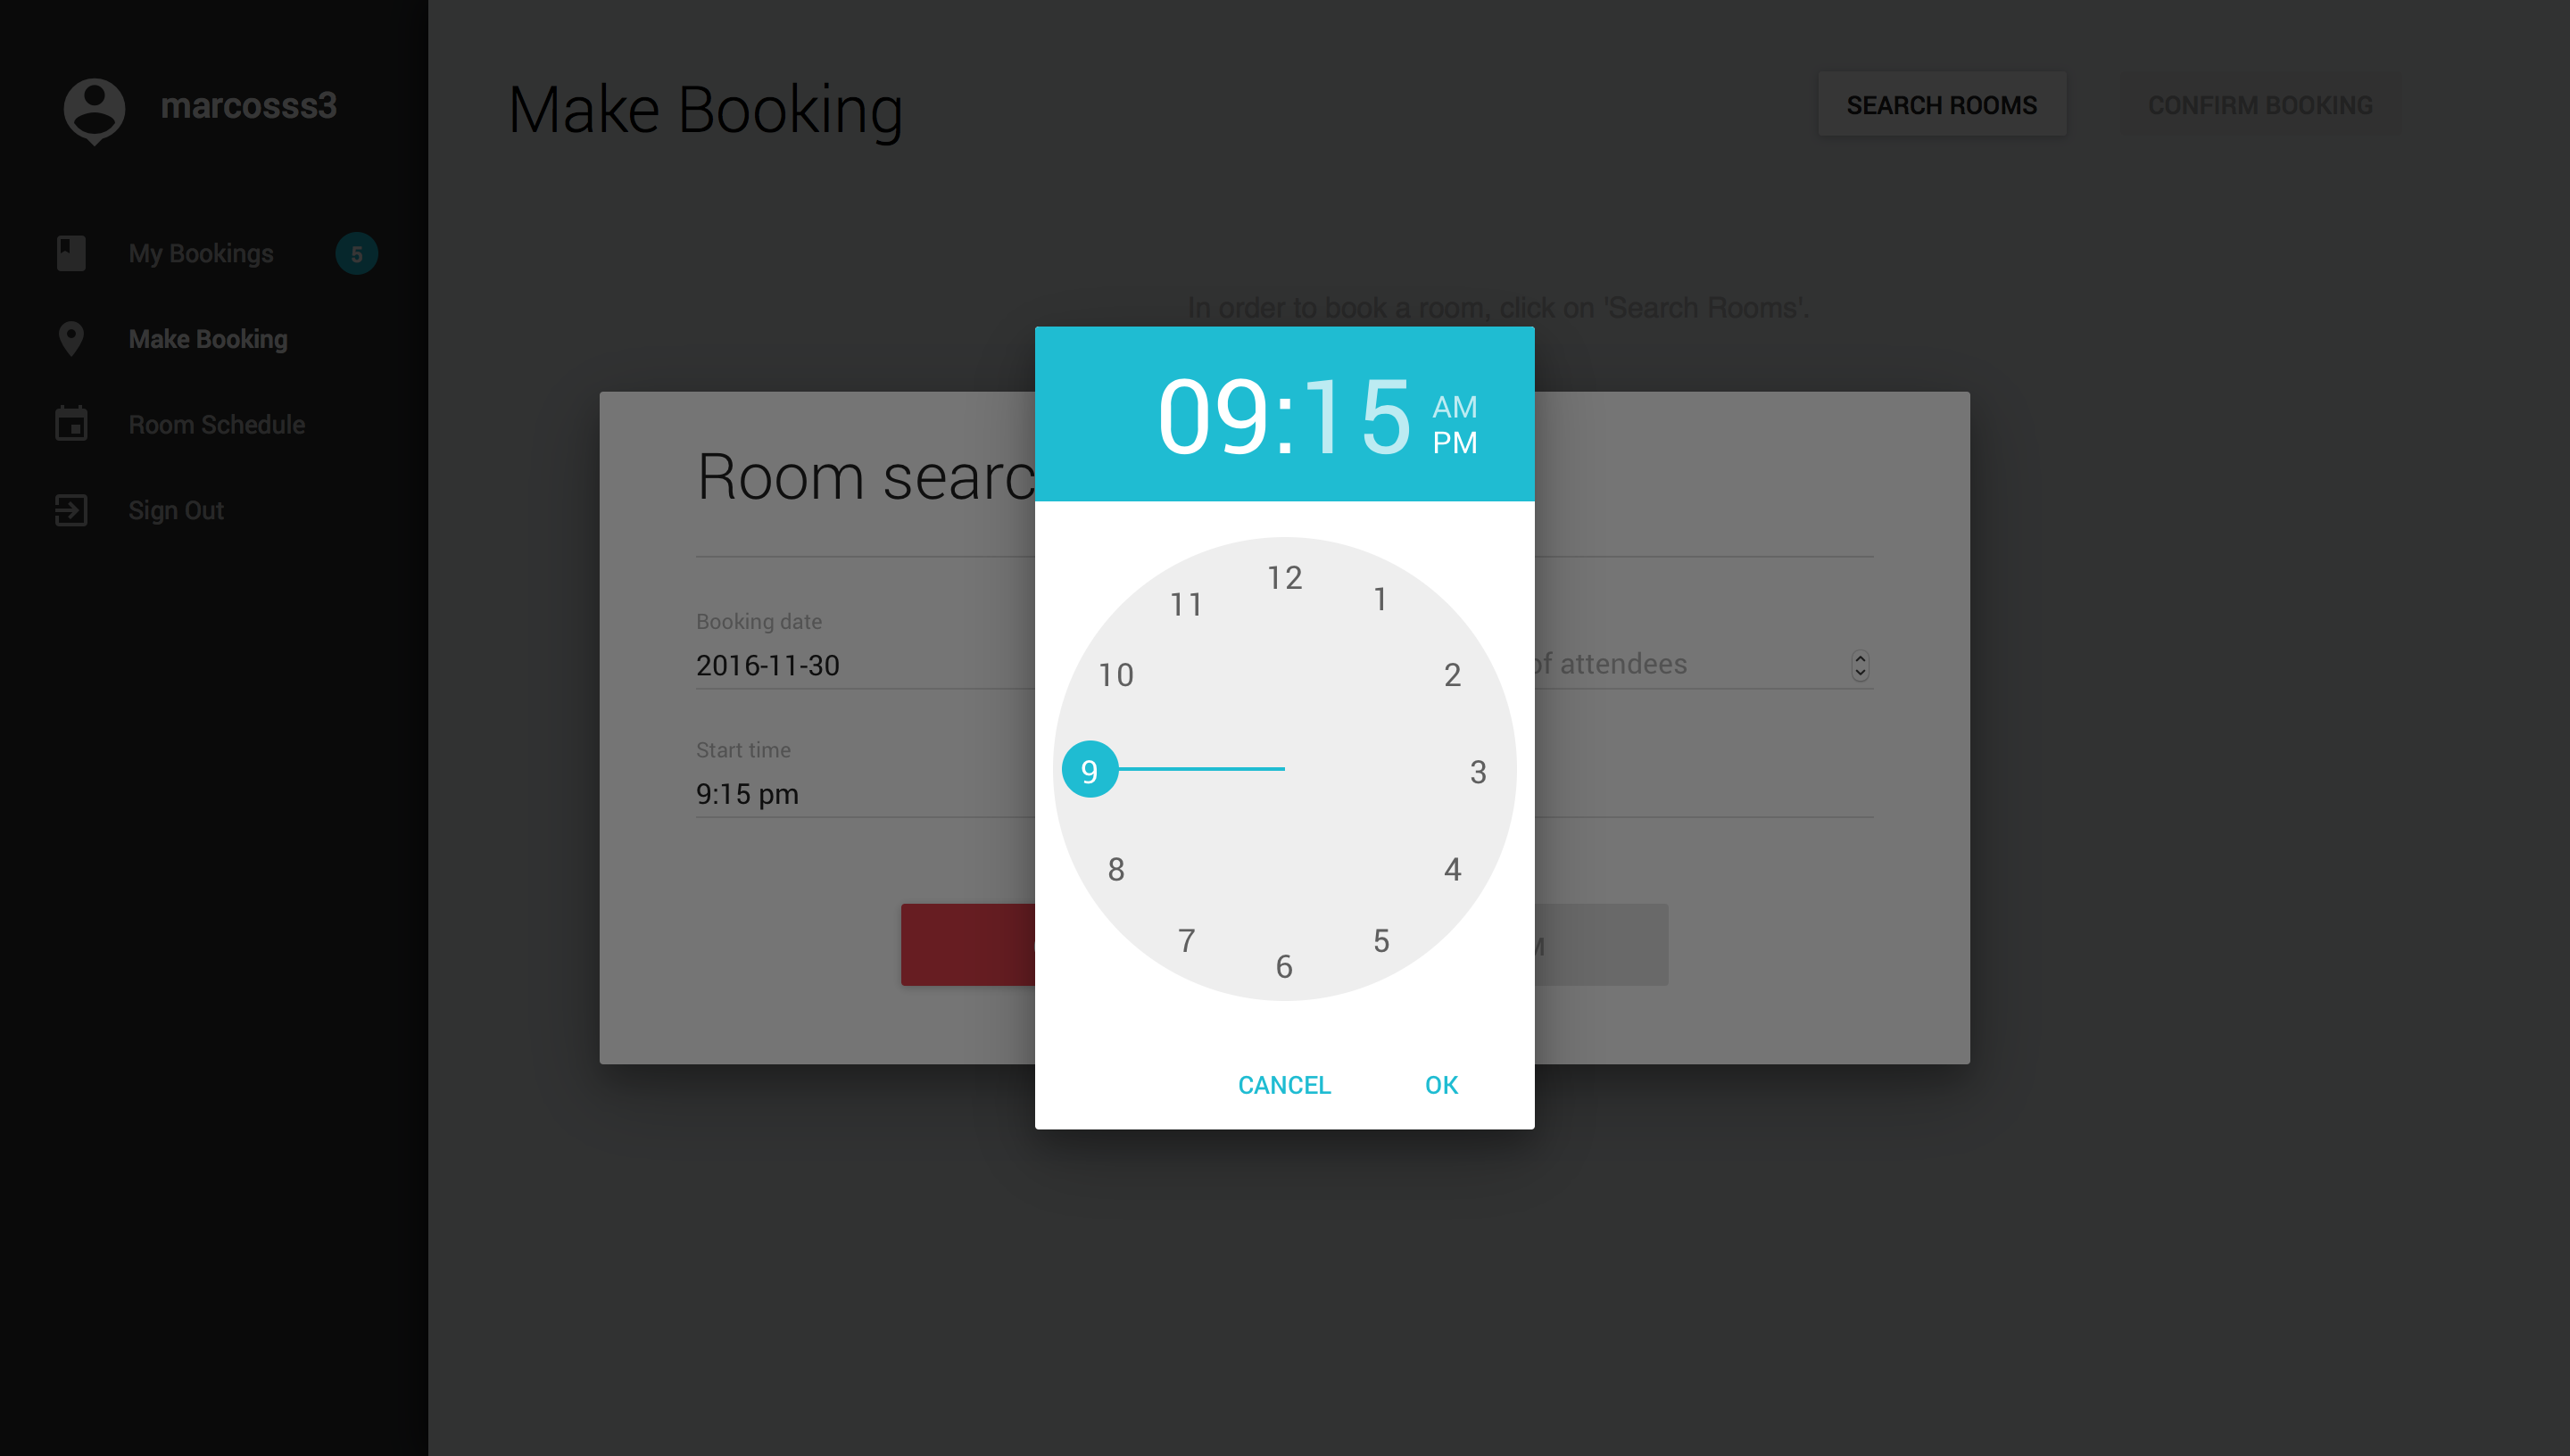 marcosss3
My Bookings 5
Make Booking
Room Schedule
Sign Out
Make Booking
SEARCH ROOMS
CONFIRM BOOKING
In order to book a room, click on 'Search Rooms'.
Room searc
Booking date
2016-11-30
of attendees
Start time
9:15 pm
09:15
AM
PM
12
1
2
3
4
5
6
7
8
9
10
11
CANCEL
OK